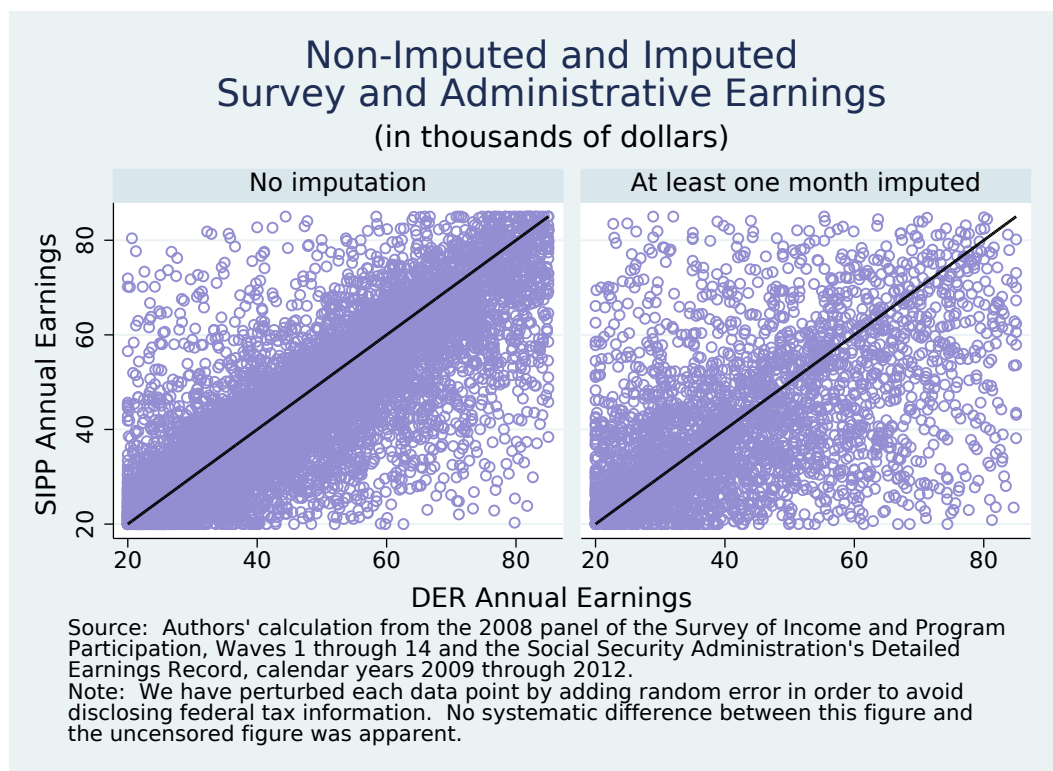 Non-Imputed and Imputed
Survey and Administrative Earnings
(in thousands of dollars)
No imputation
At least one month imputed
SIPP Annual Earnings
80
60
40
20
20 40 60 80
20 40 60 80
DER Annual Earnings
Source:  Authors' calculation from the 2008 panel of the Survey of Income and Program
Participation, Waves 1 through 14 and the Social Security Administration's Detailed
Earnings Record, calendar years 2009 through 2012.
Note:  We have perturbed each data point by adding random error in order to avoid
disclosing federal tax information.  No systematic difference between this figure and
the uncensored figure was apparent.